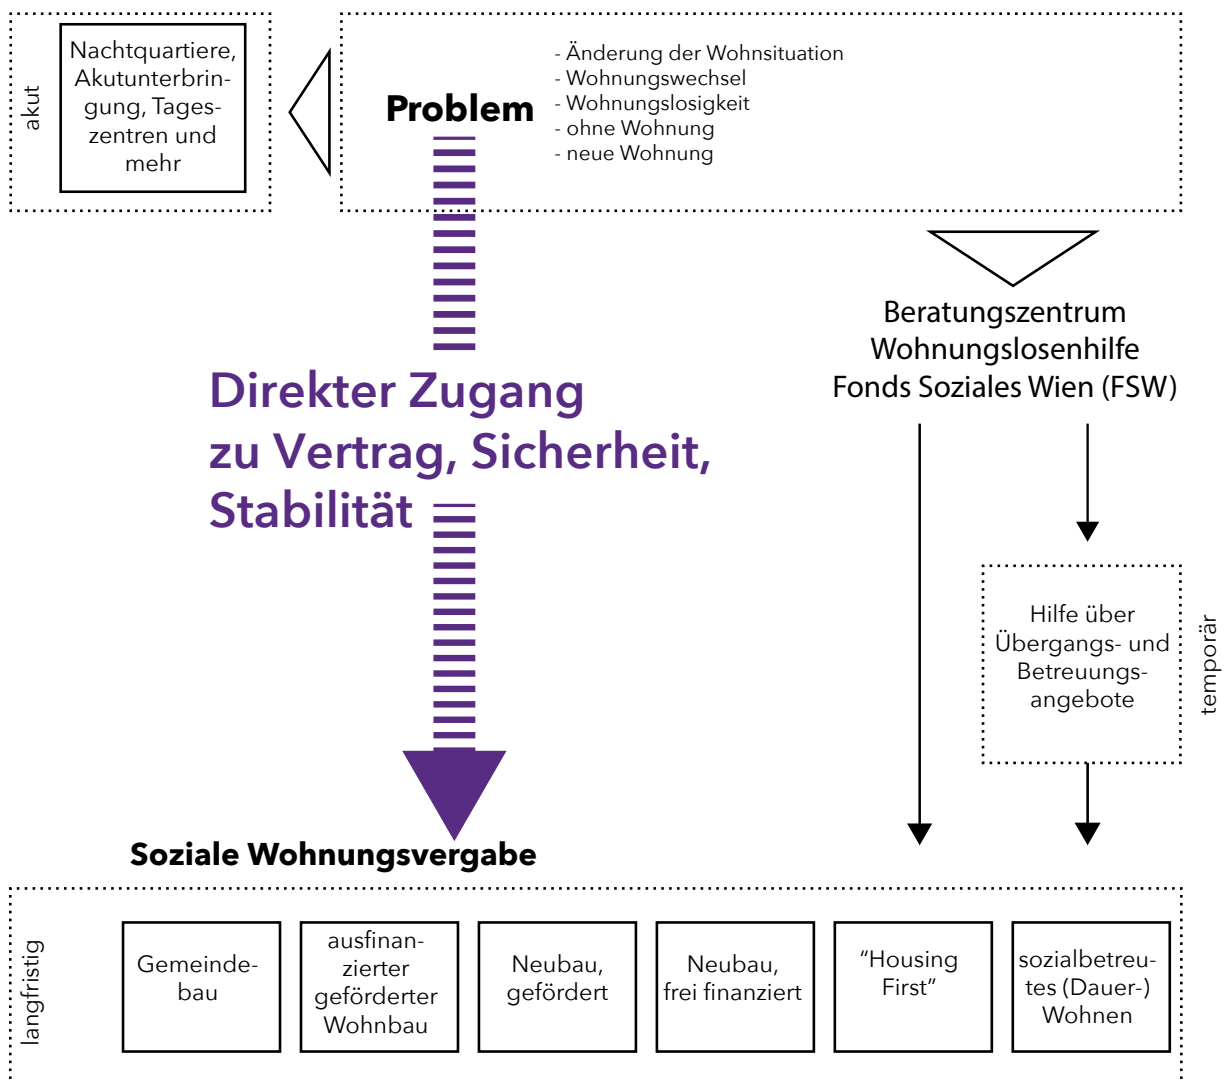 akut
Nachtquartiere,
Akutunterbrin-
gung, Tages-
zentren und
mehr
Problem
- Änderung der Wohnsituation
- Wohnungswechsel
- Wohnungslosigkeit
- ohne Wohnung
- neue Wohnung
Beratungszentrum
Wohnungslosenhilfe
Fonds Soziales Wien (FSW)
Direkter Zugang
zu Vertrag, Sicherheit,
Stabilität
Hilfe über
Übergangs- und
Betreuungs-
angebote
temporär
Soziale Wohnungsvergabe
langfristig
Gemeinde-
bau
ausfinan-
zierter
geförderter
Wohnbau
Neubau,
gefördert
Neubau,
frei finanziert
“Housing
First”
sozialbetreu-
tes (Dauer-)
Wohnen